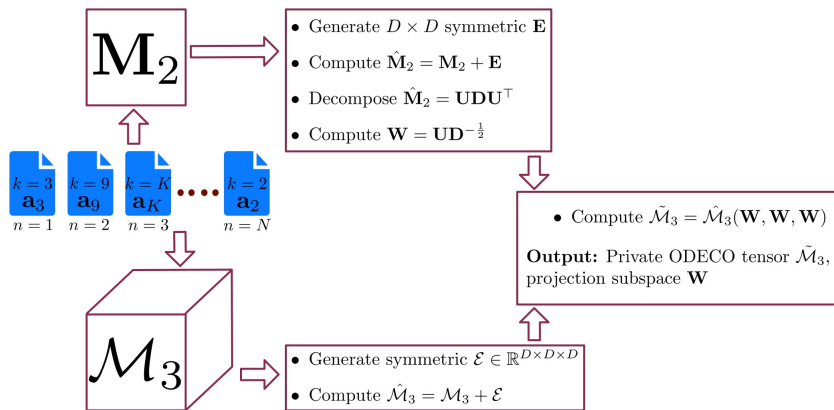 M₂
• Generate D × D symmetric E
• Compute M̂₂ = M₂ + E
• Decompose M̂₂ = UDU^⊤
• Compute W = UD^{-1/2}
k = 3 k = 9 k = K k = 2
a₃ a₉ a_K •••• a₂
n = 1 n = 2 n = 3 n = N
• Compute ℳ̃₃ = ℳ̂₃(W, W, W)
Output: Private ODECO tensor ℳ̃₃,
projection subspace W
ℳ₃
• Generate symmetric ℰ ∈ ℝ^{D×D×D}
• Compute ℳ̂₃ = ℳ₃ + ℰ